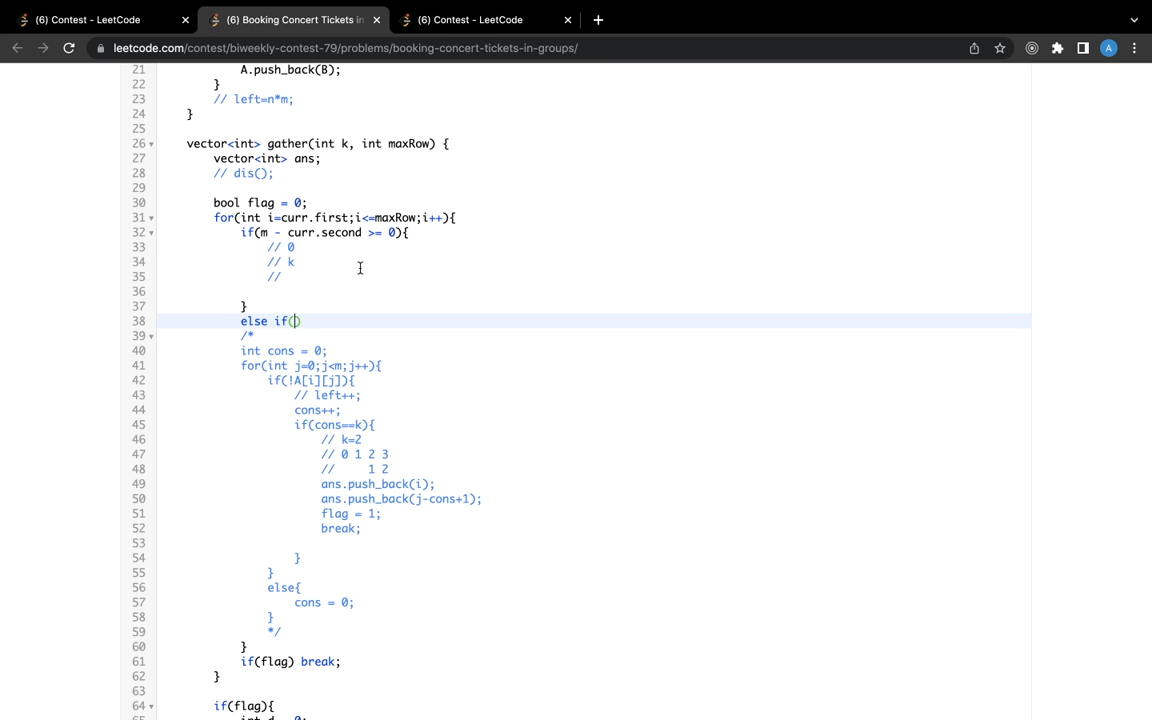 (6) Contest - LeetCode
(6) Booking Concert Tickets in
(6) Contest - LeetCode
leetcode.com/contest/biweekly-contest-79/problems/booking-concert-tickets-in-groups/
A
21 A.push_back(B);
22 }
23 // left=n*m;
24 }
25
26 vector<int> gather(int k, int maxRow) {
27 vector<int> ans;
28 // dis();
29
30 bool flag = 0;
31 for(int i=curr.first;i<=maxRow;i++){
32 if(m - curr.second >= 0){
33 // 0
34 // k
35 //
36
37 }
38 else if()
39 /*
40 int cons = 0;
41 for(int j=0;j<m;j++){
42 if(!A[i][j]){
43 // left++;
44 cons++;
45 if(cons==k){
46 // k=2
47 // 0 1 2 3
48 // 1 2
49 ans.push_back(i);
50 ans.push_back(j-cons+1);
51 flag = 1;
52 break;
53
54 }
55 }
56 else{
57 cons = 0;
58 }
59 */
60 }
61 if(flag) break;
62 }
63
64 if(flag){
65 int d = 0;